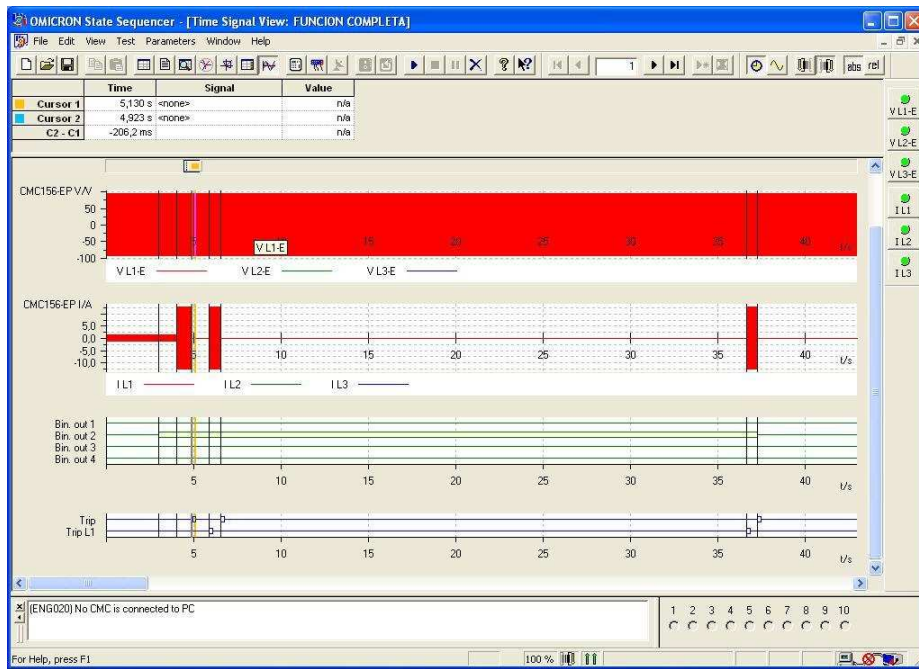 OMICRON State Sequencer - [Time Signal View: FUNCION COMPLETA]
File Edit View Test Parameters Window Help
1
abs rel
Time Signal Value
Cursor 1 5,130 s <none> n/a
Cursor 2 4,923 s <none> n/a
C2 - C1 -206,2 ms n/a
V L1-E
V L2-E
V L3-E
I L1
I L2
I L3
CMC156-EP V/V
50
0
-50
-100
5 15 20 25 30 35 40 t/s
V L1-E
V L1-E V L2-E V L3-E
CMC156-EP I/A
5,0
0,0
-5,0
-10,0
5 10 15 20 25 30 35 40 t/s
I L1 I L2 I L3
Bin. out 1
Bin. out 2
Bin. out 3
Bin. out 4
5 10 15 20 25 30 35 40 t/s
Trip
Trip L1
5 10 15 20 25 30 35 40 t/s
(ENG020) No CMC is connected to PC
1 2 3 4 5 6 7 8 9 10
For Help, press F1
100 %